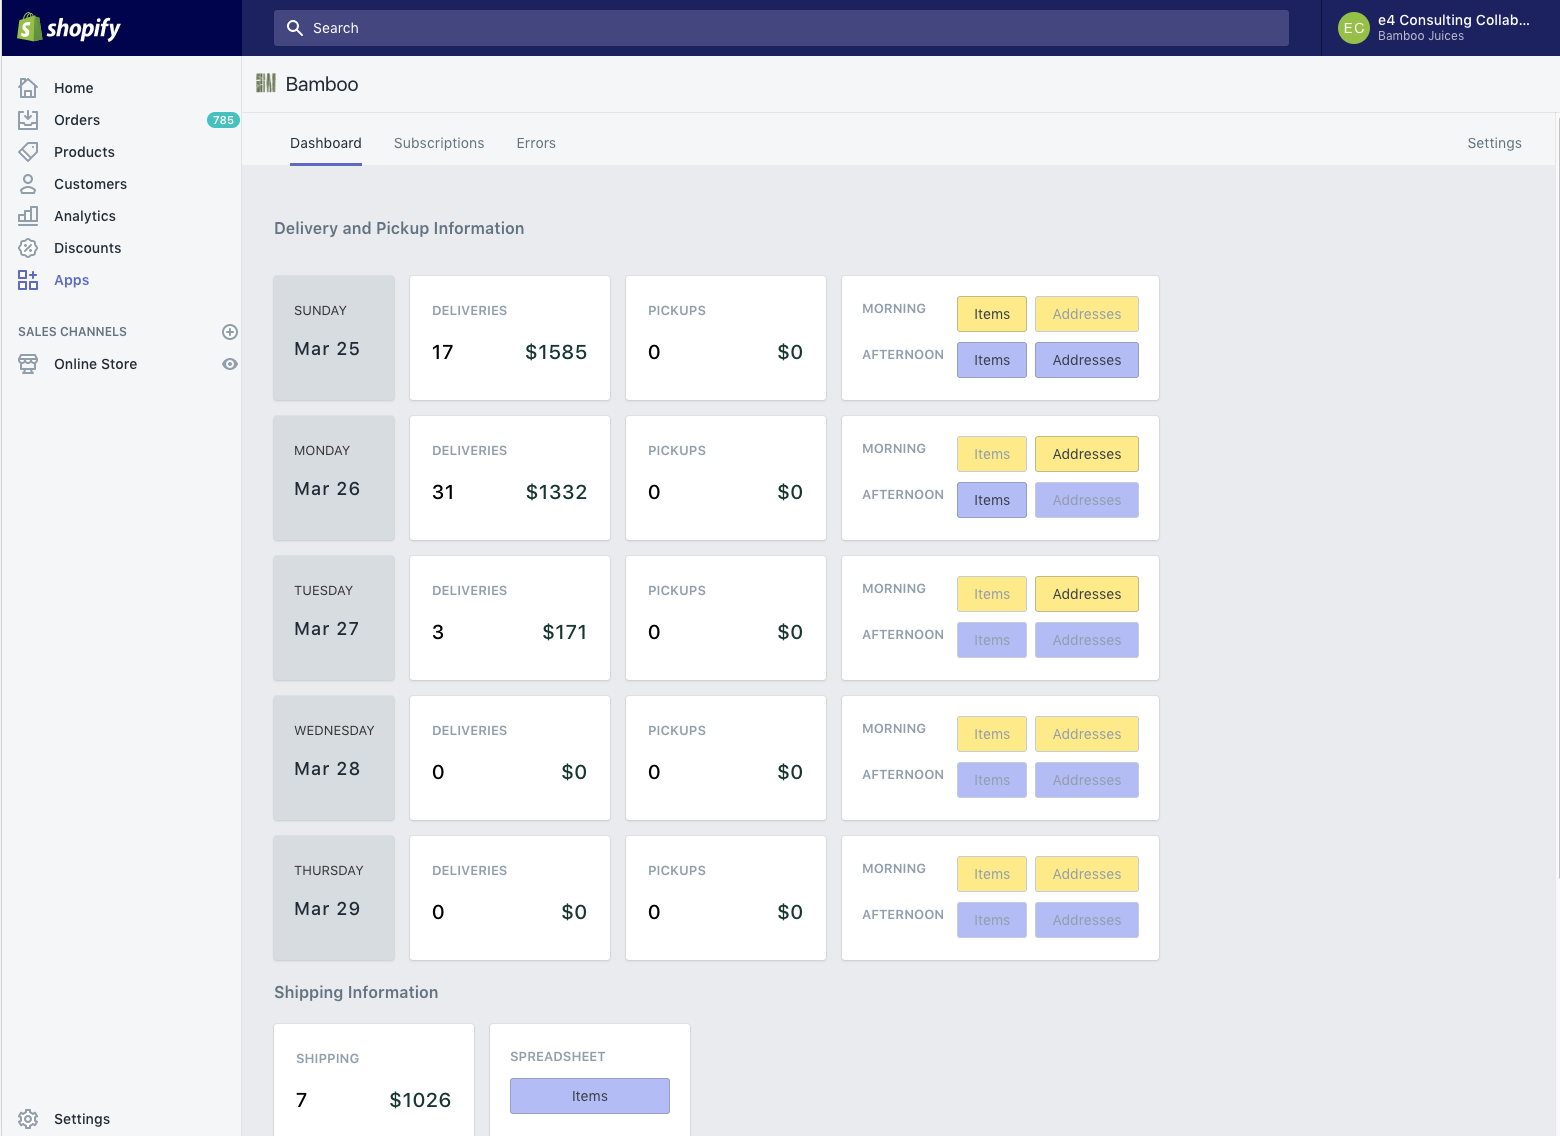 shopify
Search
EC
e4 Consulting Collab...
Bamboo Juices
Home
Orders
785
Products
Customers
Analytics
Discounts
Apps
SALES CHANNELS
Online Store
Settings
Bamboo
Dashboard
Subscriptions
Errors
Settings
Delivery and Pickup Information
SUNDAY
Mar 25
DELIVERIES
17 $1585
PICKUPS
0 $0
MORNING Items Addresses
AFTERNOON Items Addresses
MONDAY
Mar 26
DELIVERIES
31 $1332
PICKUPS
0 $0
MORNING Items Addresses
AFTERNOON Items Addresses
TUESDAY
Mar 27
DELIVERIES
3 $171
PICKUPS
0 $0
MORNING Items Addresses
AFTERNOON Items Addresses
WEDNESDAY
Mar 28
DELIVERIES
0 $0
PICKUPS
0 $0
MORNING Items Addresses
AFTERNOON Items Addresses
THURSDAY
Mar 29
DELIVERIES
0 $0
PICKUPS
0 $0
MORNING Items Addresses
AFTERNOON Items Addresses
Shipping Information
SHIPPING
7 $1026
SPREADSHEET
Items